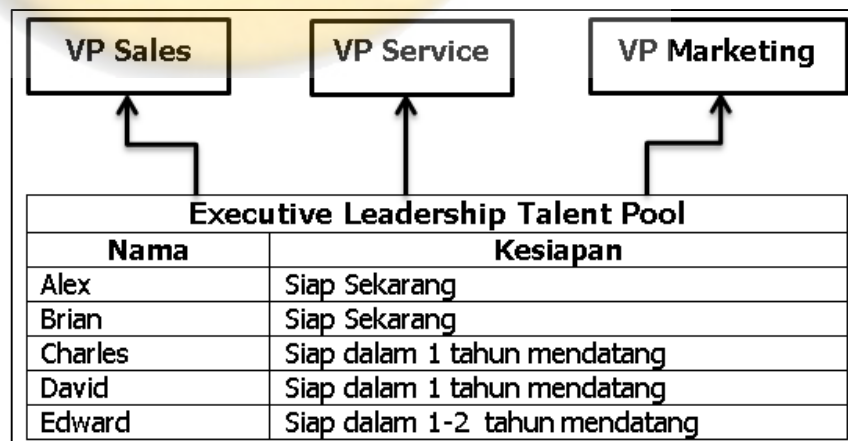 VP Sales VP Service VP Marketing
Executive Leadership Talent Pool
Nama Kesiapan
Alex Siap Sekarang
Brian Siap Sekarang
Charles Siap dalam 1 tahun mendatang
David Siap dalam 1 tahun mendatang
Edward Siap dalam 1-2 tahun mendatang